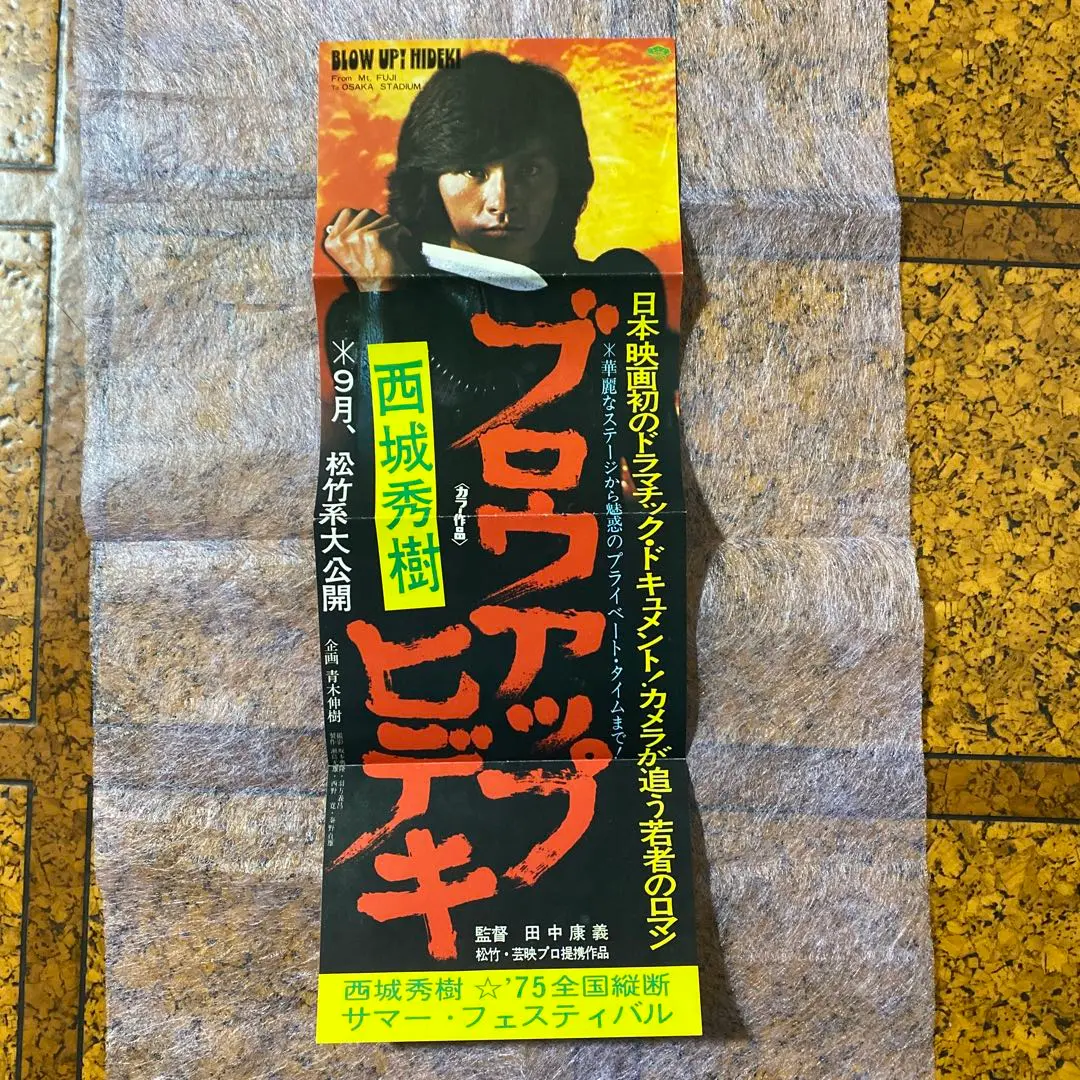 BLOW UP! HIDEKI
From Mt. FUJI
To OSAKA STADIUM
日本映画初のドラマチック・ドキュメント!カメラが追う若者のロマン
*華麗なステージから魅惑のプライベート・タイムまで!
ブロウアップ
ヒデキ
〈カラー作品〉
西城秀樹
*9月、松竹系大公開
企画 青木伸樹
監督 田中康義
松竹・芸映プロ提携作品
西城秀樹☆'75全国縦断
サマー・フェスティバル